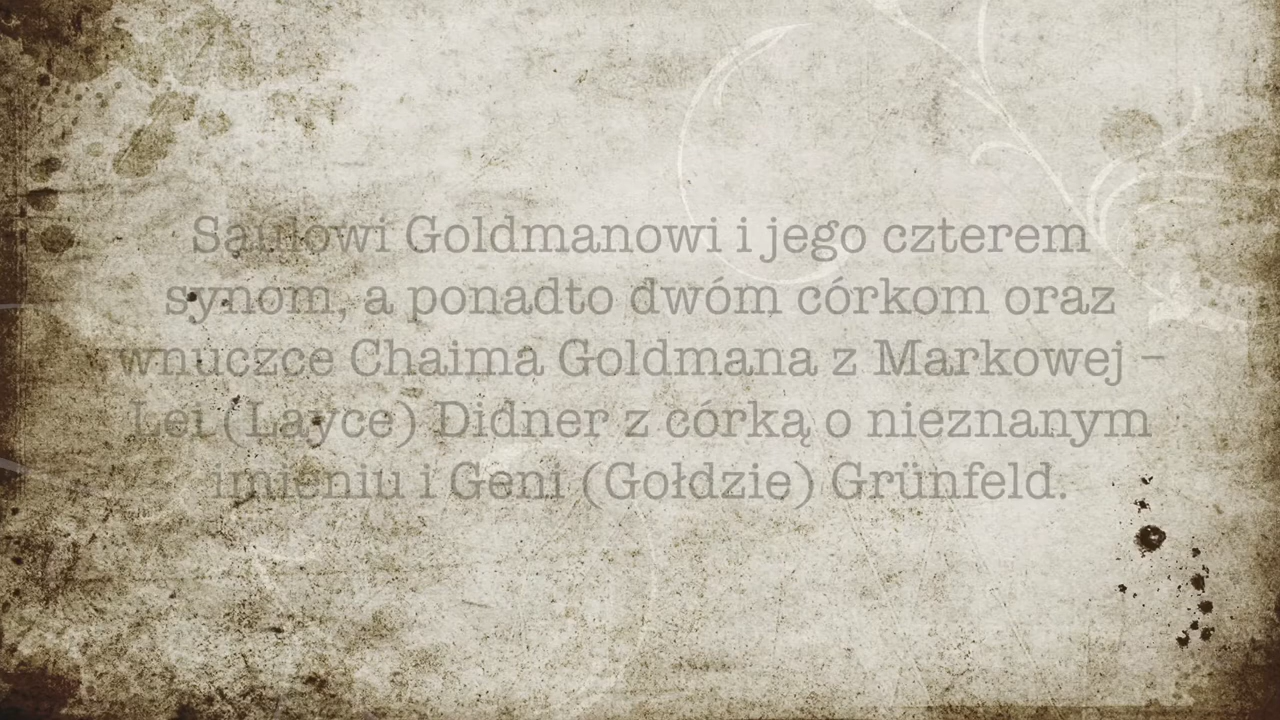 Saulowi Goldmanowi i jego czterem
synom, a ponadto dwóm córkom oraz
wnuczce Chaima Goldmana z Markowej –
Lei (Layce) Didner z córką o nieznanym
imieniu i Geni (Gołdzie) Grünfeld.